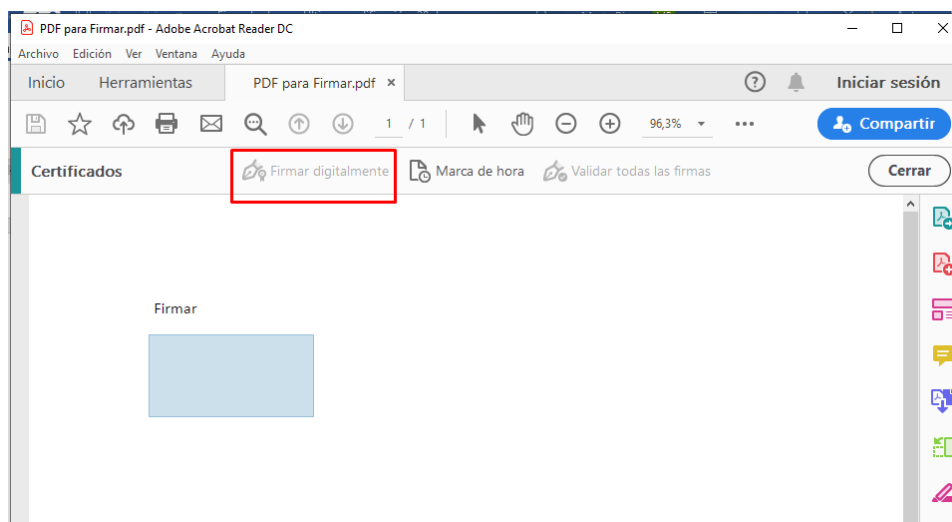 PDF para Firmar.pdf - Adobe Acrobat Reader DC
Archivo Edición Ver Ventana Ayuda
Inicio Herramientas PDF para Firmar.pdf × Iniciar sesión
1 / 1 96,3% Compartir
Certificados Firmar digitalmente Marca de hora Validar todas las firmas Cerrar
Firmar